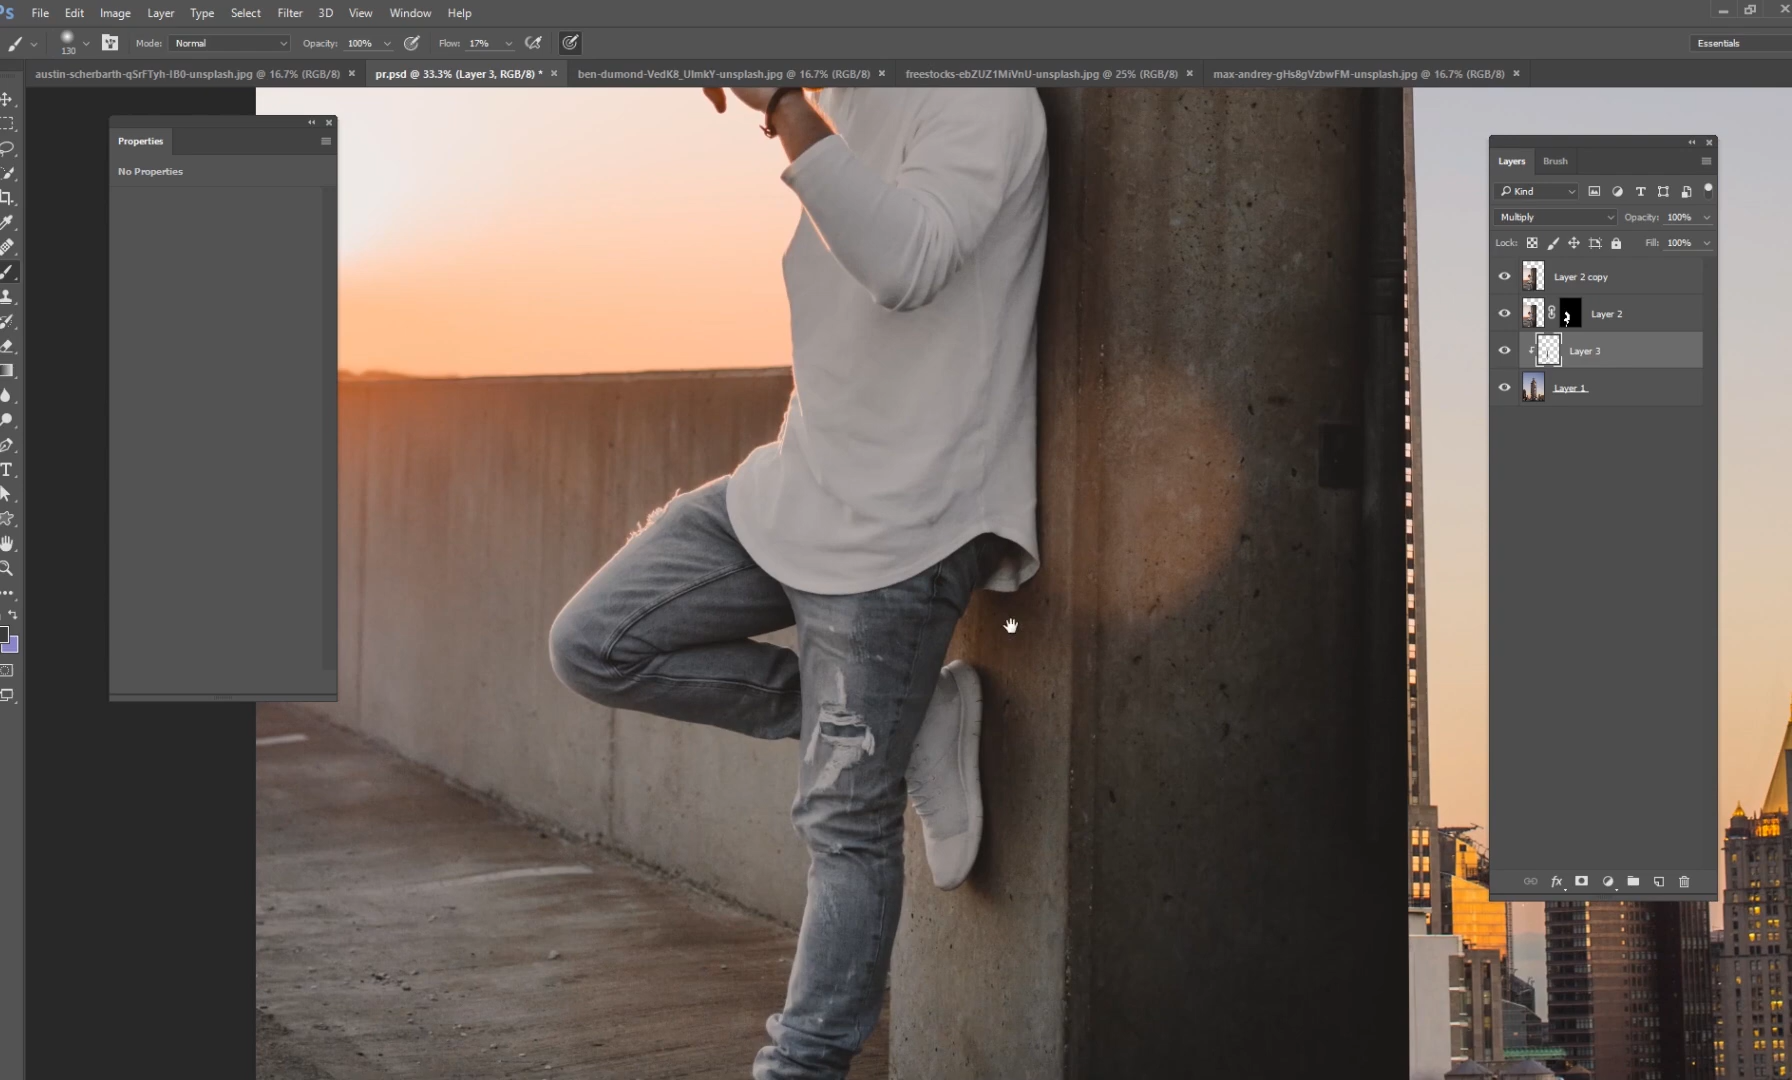 Ps File Edit Image Layer Type Select Filter 3D View Window Help
130 Mode: Normal Opacity: 100% Flow: 17% Essentials
austin-scherbarth-qSrFTyh-IB0-unsplash.jpg @ 16.7% (RGB/8) × pr.psd @ 33.3% (Layer 3, RGB/8) * × ben-dumond-VedK8_UlmkY-unsplash.jpg @ 16.7% (RGB/8) × freestocks-ebZUZ1MiVnU-unsplash.jpg @ 25% (RGB/8) × max-andrey-gHs8gVzbwFM-unsplash.jpg @ 16.7% (RGB/8) ×
Properties
No Properties
Layers Brush
Kind
Multiply Opacity: 100%
Lock: Fill: 100%
Layer 2 copy
Layer 2
Layer 3
Layer 1
fx